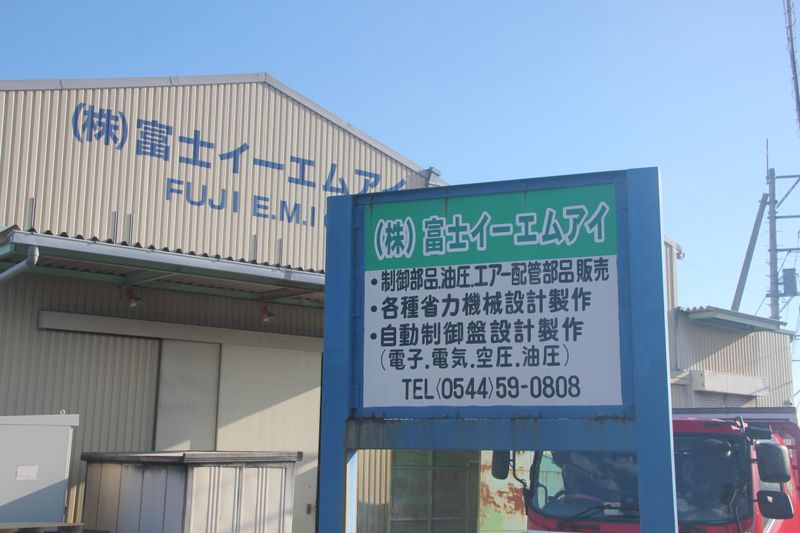 (株)富士イーエムアイ
FUJI E.M.I
(株)富士イーエムアイ
・制御部品.油圧.エアー配管部品販売
・各種省力機械設計製作
・自動制御盤設計製作
(電子.電気.空圧.油圧)
TEL〈0544〉59-0808